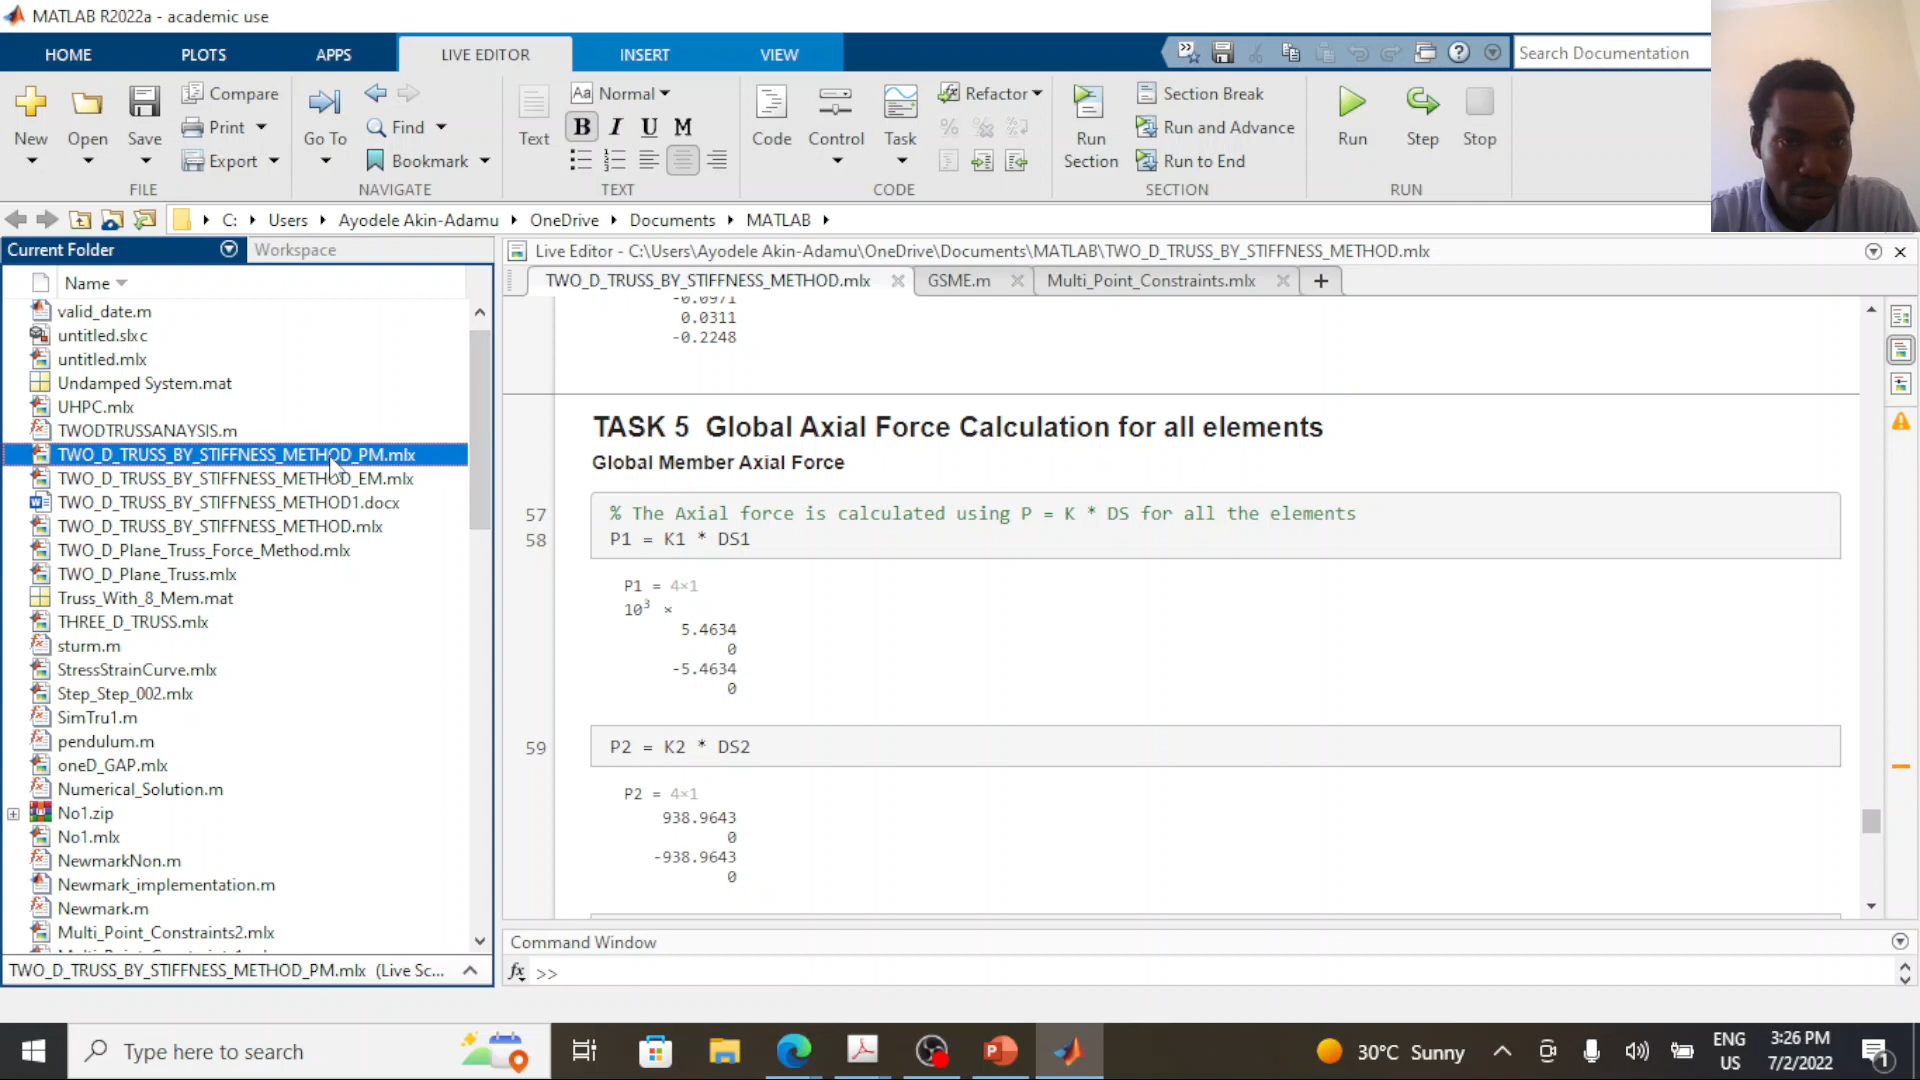 MATLAB R2022a - academic use
HOME
PLOTS
APPS
LIVE EDITOR
INSERT
VIEW
Search Documentation
New
Open
Save
Compare
Print
Export
FILE
Go To
Find
Bookmark
NAVIGATE
Text
Aa Normal
B I U M
TEXT
Code
Control
Task
Refactor
CODE
Run Section
Section Break
Run and Advance
Run to End
SECTION
Run
Step
Stop
RUN
C: Users Ayodele Akin-Adamu OneDrive Documents MATLAB
Current Folder
Workspace
Name
valid_date.m
untitled.slxc
untitled.mlx
Undamped System.mat
UHPC.mlx
TWODTRUSSANAYSIS.m
TWO_D_TRUSS_BY_STIFFNESS_METHOD_PM.mlx
TWO_D_TRUSS_BY_STIFFNESS_METHOD_EM.mlx
TWO_D_TRUSS_BY_STIFFNESS_METHOD1.docx
TWO_D_TRUSS_BY_STIFFNESS_METHOD.mlx
TWO_D_Plane_Truss_Force_Method.mlx
TWO_D_Plane_Truss.mlx
Truss_With_8_Mem.mat
THREE_D_TRUSS.mlx
sturm.m
StressStrainCurve.mlx
Step_Step_002.mlx
SimTru1.m
pendulum.m
oneD_GAP.mlx
Numerical_Solution.m
No1.zip
No1.mlx
NewmarkNon.m
Newmark_implementation.m
Newmark.m
Multi_Point_Constraints2.mlx
TWO_D_TRUSS_BY_STIFFNESS_METHOD_PM.mlx (Live Sc...
Live Editor - C:\Users\Ayodele Akin-Adamu\OneDrive\Documents\MATLAB\TWO_D_TRUSS_BY_STIFFNESS_METHOD.mlx
TWO_D_TRUSS_BY_STIFFNESS_METHOD.mlx
GSME.m
Multi_Point_Constraints.mlx
-0.0971
0.0311
-0.2248
TASK 5 Global Axial Force Calculation for all elements
Global Member Axial Force
57 % The Axial force is calculated using P = K * DS for all the elements
58 P1 = K1 * DS1
P1 = 4×1
10³ ×
5.4634
0
-5.4634
0
59 P2 = K2 * DS2
P2 = 4×1
938.9643
0
-938.9643
0
Command Window
fx >>
Type here to search
30°C Sunny
ENG
US
3:26 PM
7/2/2022
1